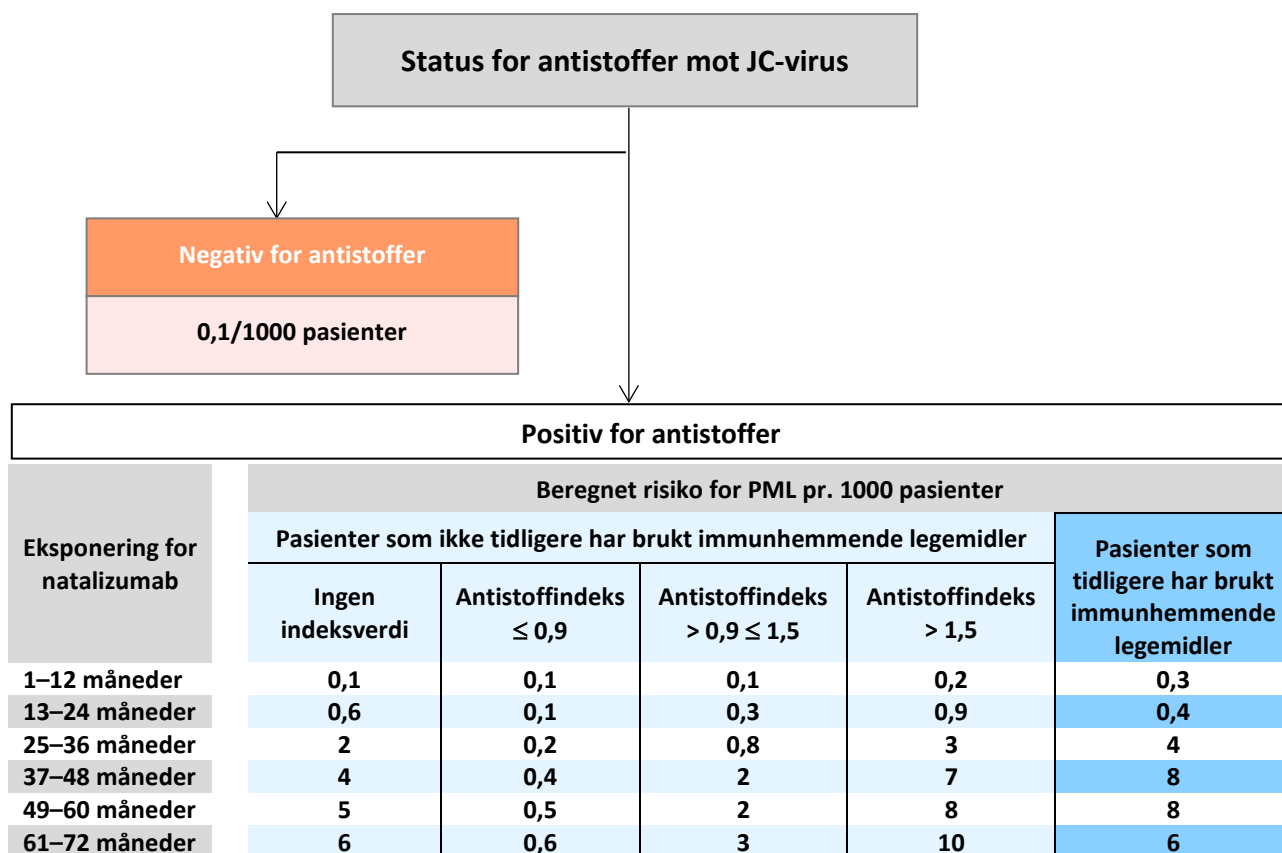 Status for antistoffer mot JC-virus
Negativ for antistoffer
0,1/1000 pasienter
Positiv for antistoffer
Eksponering for
natalizumab
Beregnet risiko for PML pr. 1000 pasienter
Pasienter som ikke tidligere har brukt immunhemmende legemidler
Pasienter som
tidligere har brukt
immunhemmende
legemidler
Ingen
indeksverdi
Antistoffindeks
≤ 0,9
Antistoffindeks
> 0,9 ≤ 1,5
Antistoffindeks
> 1,5
1–12 måneder 0,1 0,1 0,1 0,2 0,3
13–24 måneder 0,6 0,1 0,3 0,9 0,4
25–36 måneder 2 0,2 0,8 3 4
37–48 måneder 4 0,4 2 7 8
49–60 måneder 5 0,5 2 8 8
61–72 måneder 6 0,6 3 10 6